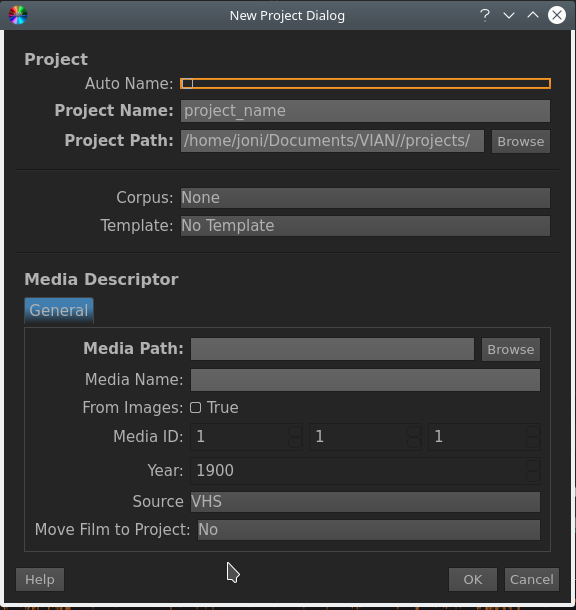 New Project Dialog ?
Project
Auto Name:
Project Name: project_name
Project Path: /home/joni/Documents/VIAN//projects/ Browse
Corpus: None
Template: No Template
Media Descriptor
General
Media Path: Browse
Media Name:
From Images: True
Media ID: 1 1 1
Year: 1900
Source VHS
Move Film to Project: No
Help OK Cancel